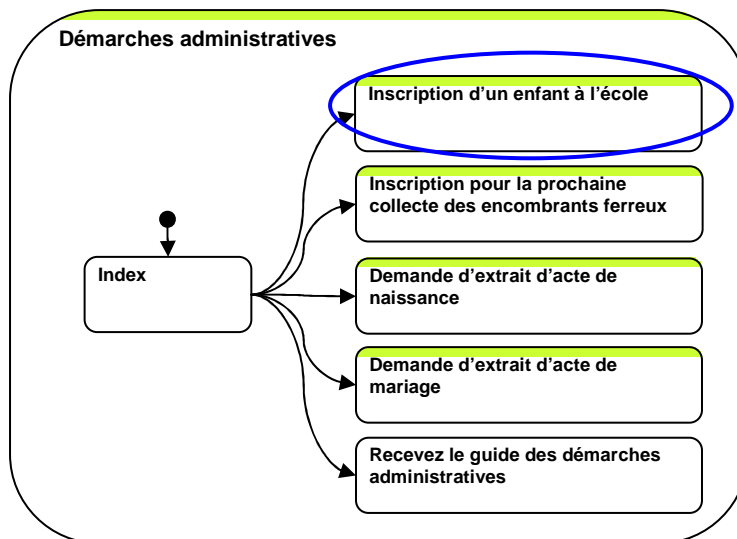 Démarches administratives
Inscription d'un enfant à l'école
Inscription pour la prochaine
collecte des encombrants ferreux
Index
Demande d'extrait d'acte de
naissance
Demande d'extrait d'acte de
mariage
Recevez le guide des démarches
administratives